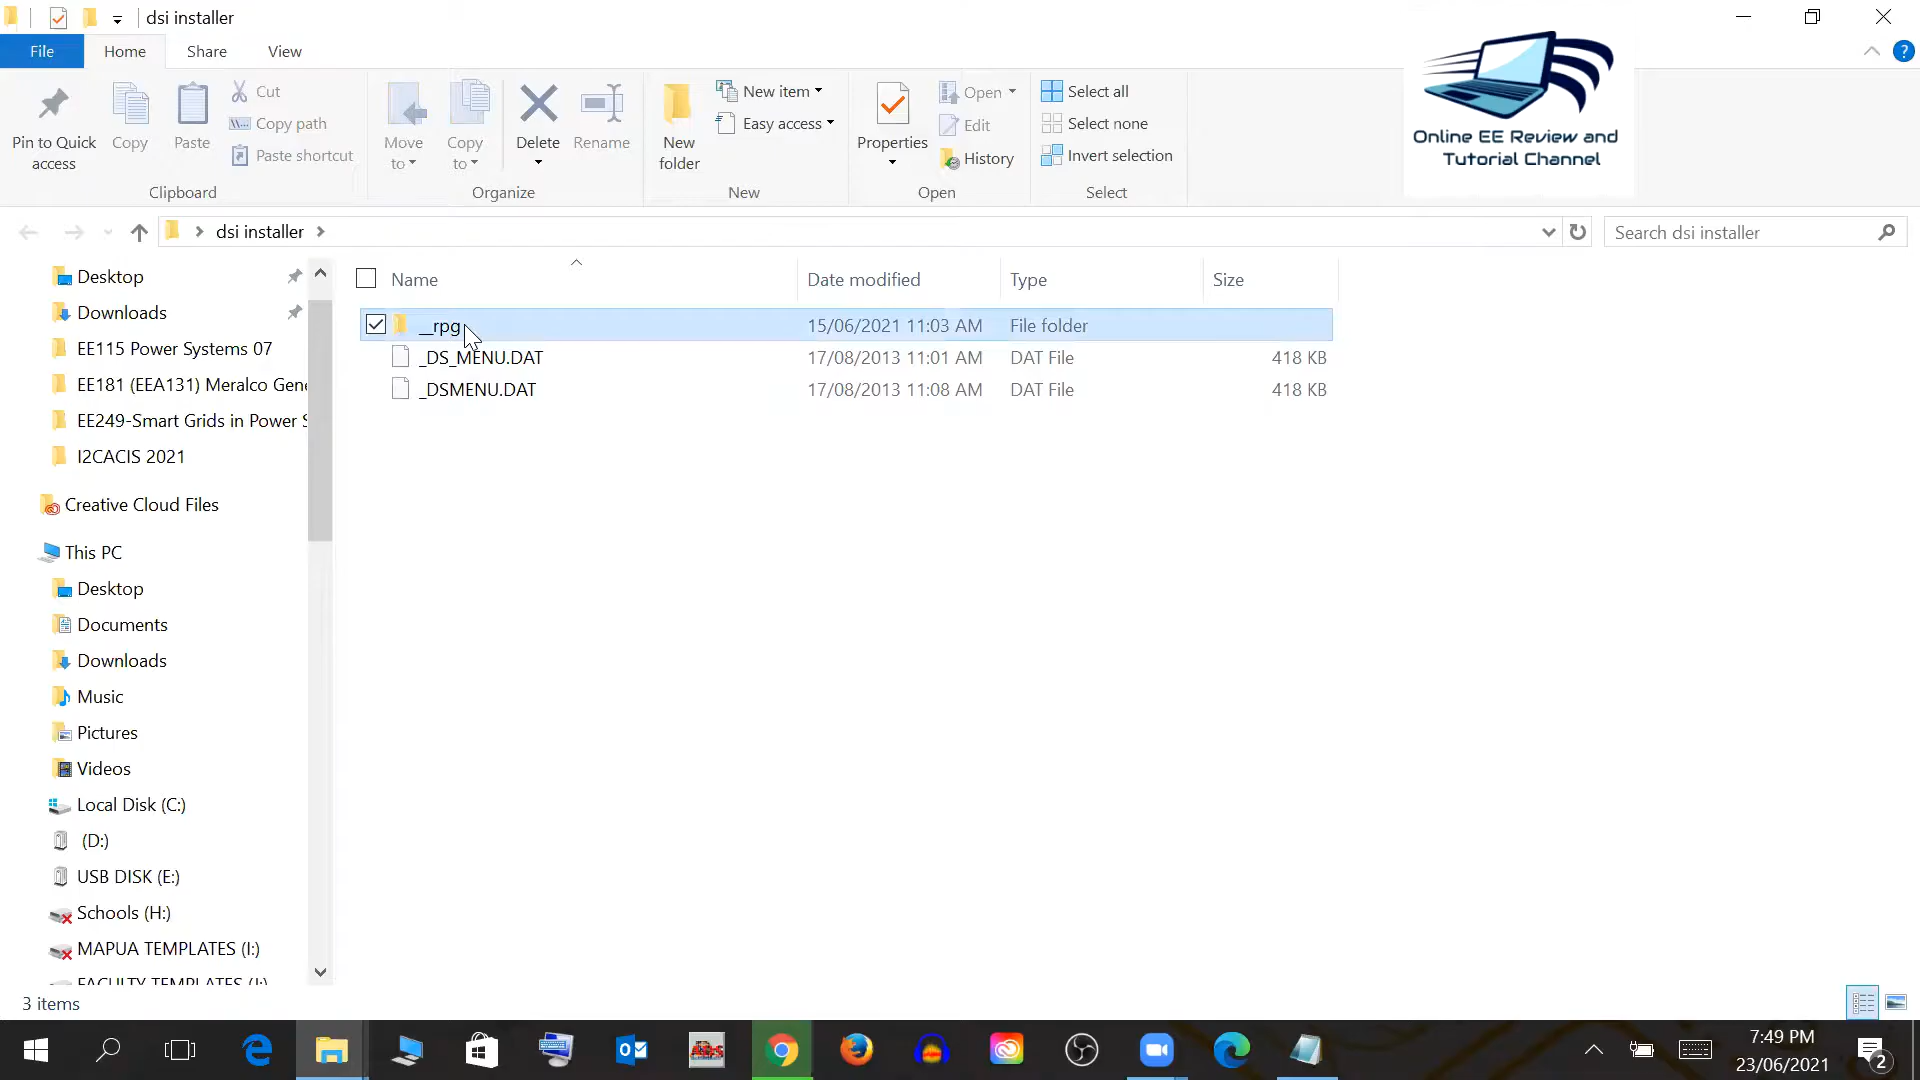 dsi installer
File Home Share View
Pin to Quick access
Copy
Paste
Cut
Copy path
Paste shortcut
Clipboard
Move to
Copy to
Delete
Rename
Organize
New folder
New item
Easy access
New
Properties
Open
Edit
History
Open
Select all
Select none
Invert selection
Select
Online EE Review and
Tutorial Channel
dsi installer
Search dsi installer
Name Date modified Type Size
__rpg 15/06/2021 11:03 AM File folder
_DS_MENU.DAT 17/08/2013 11:01 AM DAT File 418 KB
_DSMENU.DAT 17/08/2013 11:08 AM DAT File 418 KB
Desktop
Downloads
EE115 Power Systems 07
EE181 (EEA131) Meralco Gene
EE249-Smart Grids in Power S
I2CACIS 2021
Creative Cloud Files
This PC
Desktop
Documents
Downloads
Music
Pictures
Videos
Local Disk (C:)
(D:)
USB DISK (E:)
Schools (H:)
MAPUA TEMPLATES (I:)
FACULTY TEMPLATES (J:)
3 items
7:49 PM
23/06/2021
2